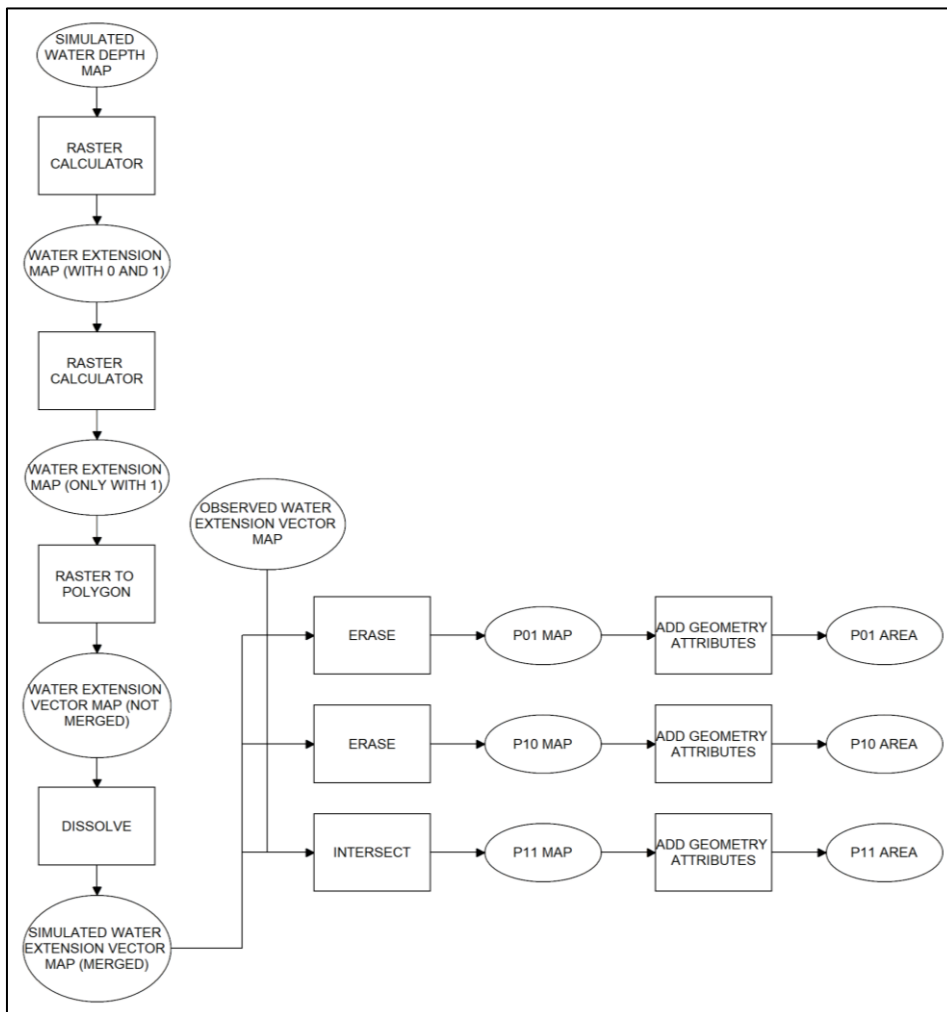 SIMULATED
WATER DEPTH
MAP
RASTER
CALCULATOR
WATER EXTENSION
MAP (WITH 0 AND 1)
RASTER
CALCULATOR
WATER EXTENSION
MAP (ONLY WITH 1)
RASTER TO
POLYGON
WATER EXTENSION
VECTOR MAP (NOT
MERGED)
DISSOLVE
SIMULATED WATER
EXTENSION VECTOR
MAP (MERGED)
OBSERVED WATER
EXTENSION VECTOR
MAP
ERASE
P01 MAP
ADD GEOMETRY
ATTRIBUTES
P01 AREA
ERASE
P10 MAP
ADD GEOMETRY
ATTRIBUTES
P10 AREA
INTERSECT
P11 MAP
ADD GEOMETRY
ATTRIBUTES
P11 AREA